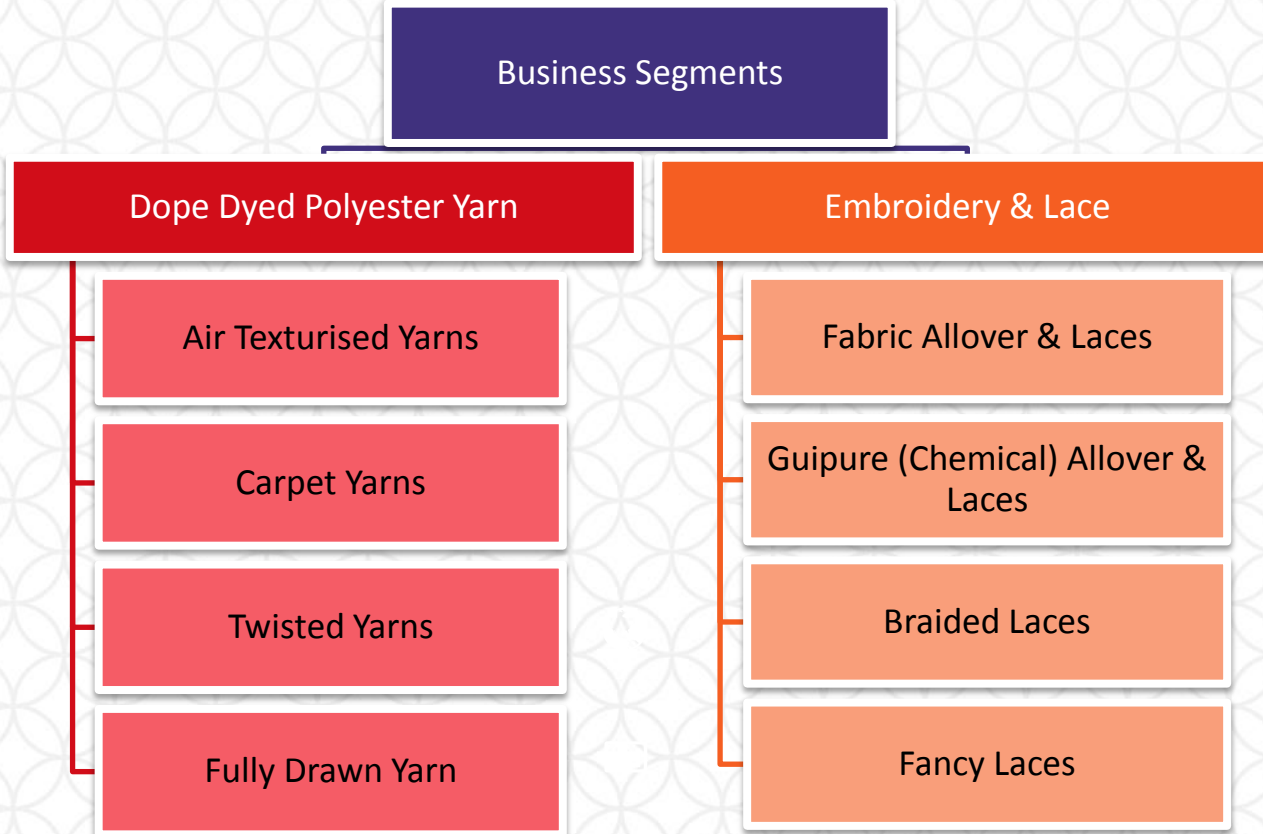 Business Segments
Dope Dyed Polyester Yarn
Air Texturised Yarns
Carpet Yarns
Twisted Yarns
Fully Drawn Yarn
Embroidery & Lace
Fabric Allover & Laces
Guipure (Chemical) Allover &
Laces
Braided Laces
Fancy Laces